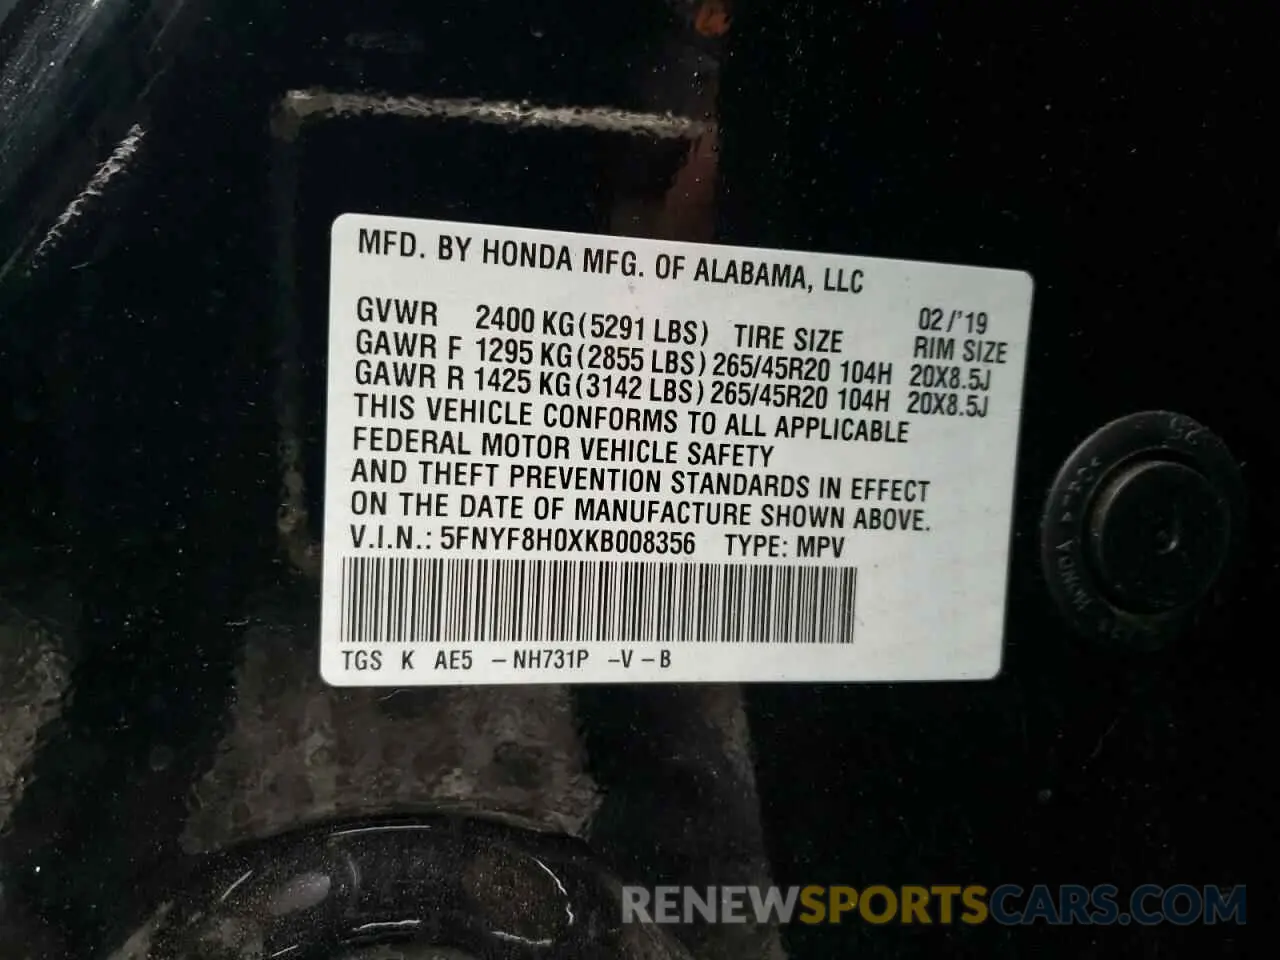 MFD. BY HONDA MFG. OF ALABAMA, LLC
02/'19
GVWR 2400 KG(5291 LBS) TIRE SIZE RIM SIZE
GAWR F 1295 KG(2855 LBS) 265/45R20 104H 20X8.5J
GAWR R 1425 KG(3142 LBS) 265/45R20 104H 20X8.5J
THIS VEHICLE CONFORMS TO ALL APPLICABLE
FEDERAL MOTOR VEHICLE SAFETY
AND THEFT PREVENTION STANDARDS IN EFFECT
ON THE DATE OF MANUFACTURE SHOWN ABOVE.
V.I.N.: 5FNYF8H0XKB008356 TYPE: MPV
TGS K AE5 -NH731P -V -B
HONDA
RENEWSPORTSCARS.COM